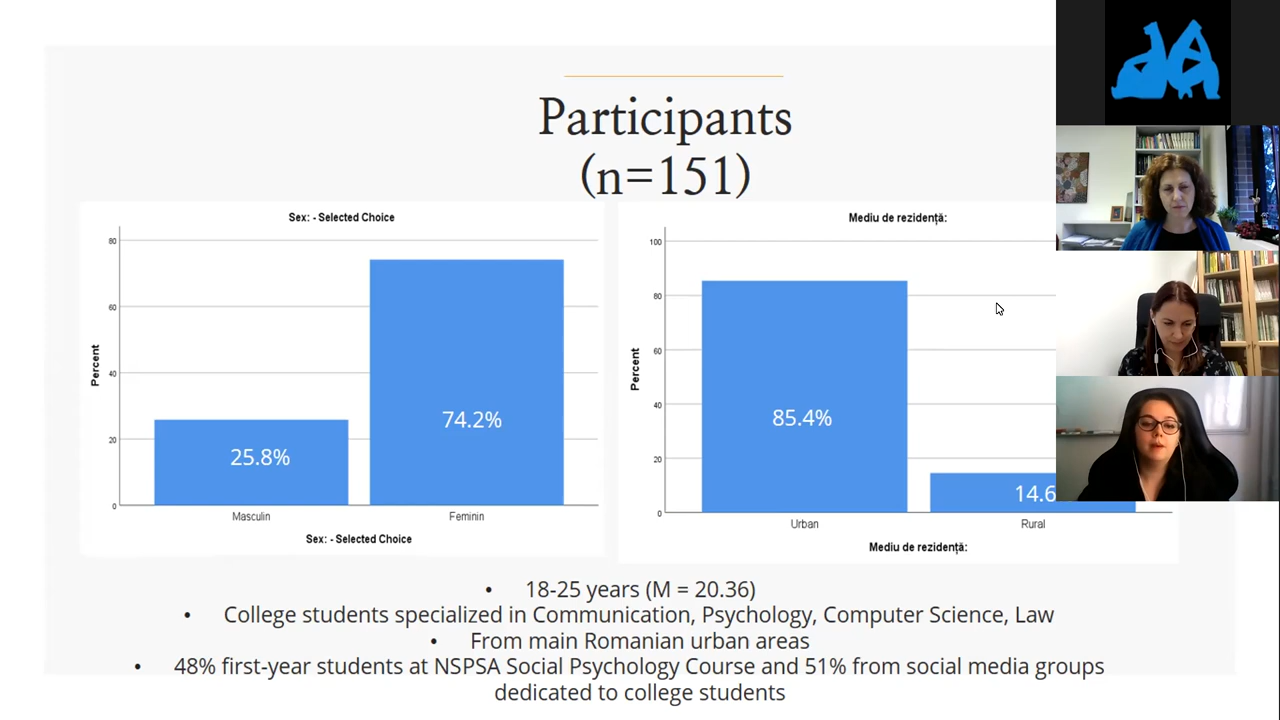 Participants
(n=151)
Sex: - Selected Choice
80
60
40
20
0
Percent
25.8%
74.2%
Masculin
Feminin
Sex: - Selected Choice
Mediu de rezidență:
100
80
60
40
20
0
Percent
85.4%
14.6
Urban
Rural
Mediu de rezidență:
• 18-25 years (M = 20.36)
• College students specialized in Communication, Psychology, Computer Science, Law
• From main Romanian urban areas
• 48% first-year students at NSPSA Social Psychology Course and 51% from social media groups
dedicated to college students